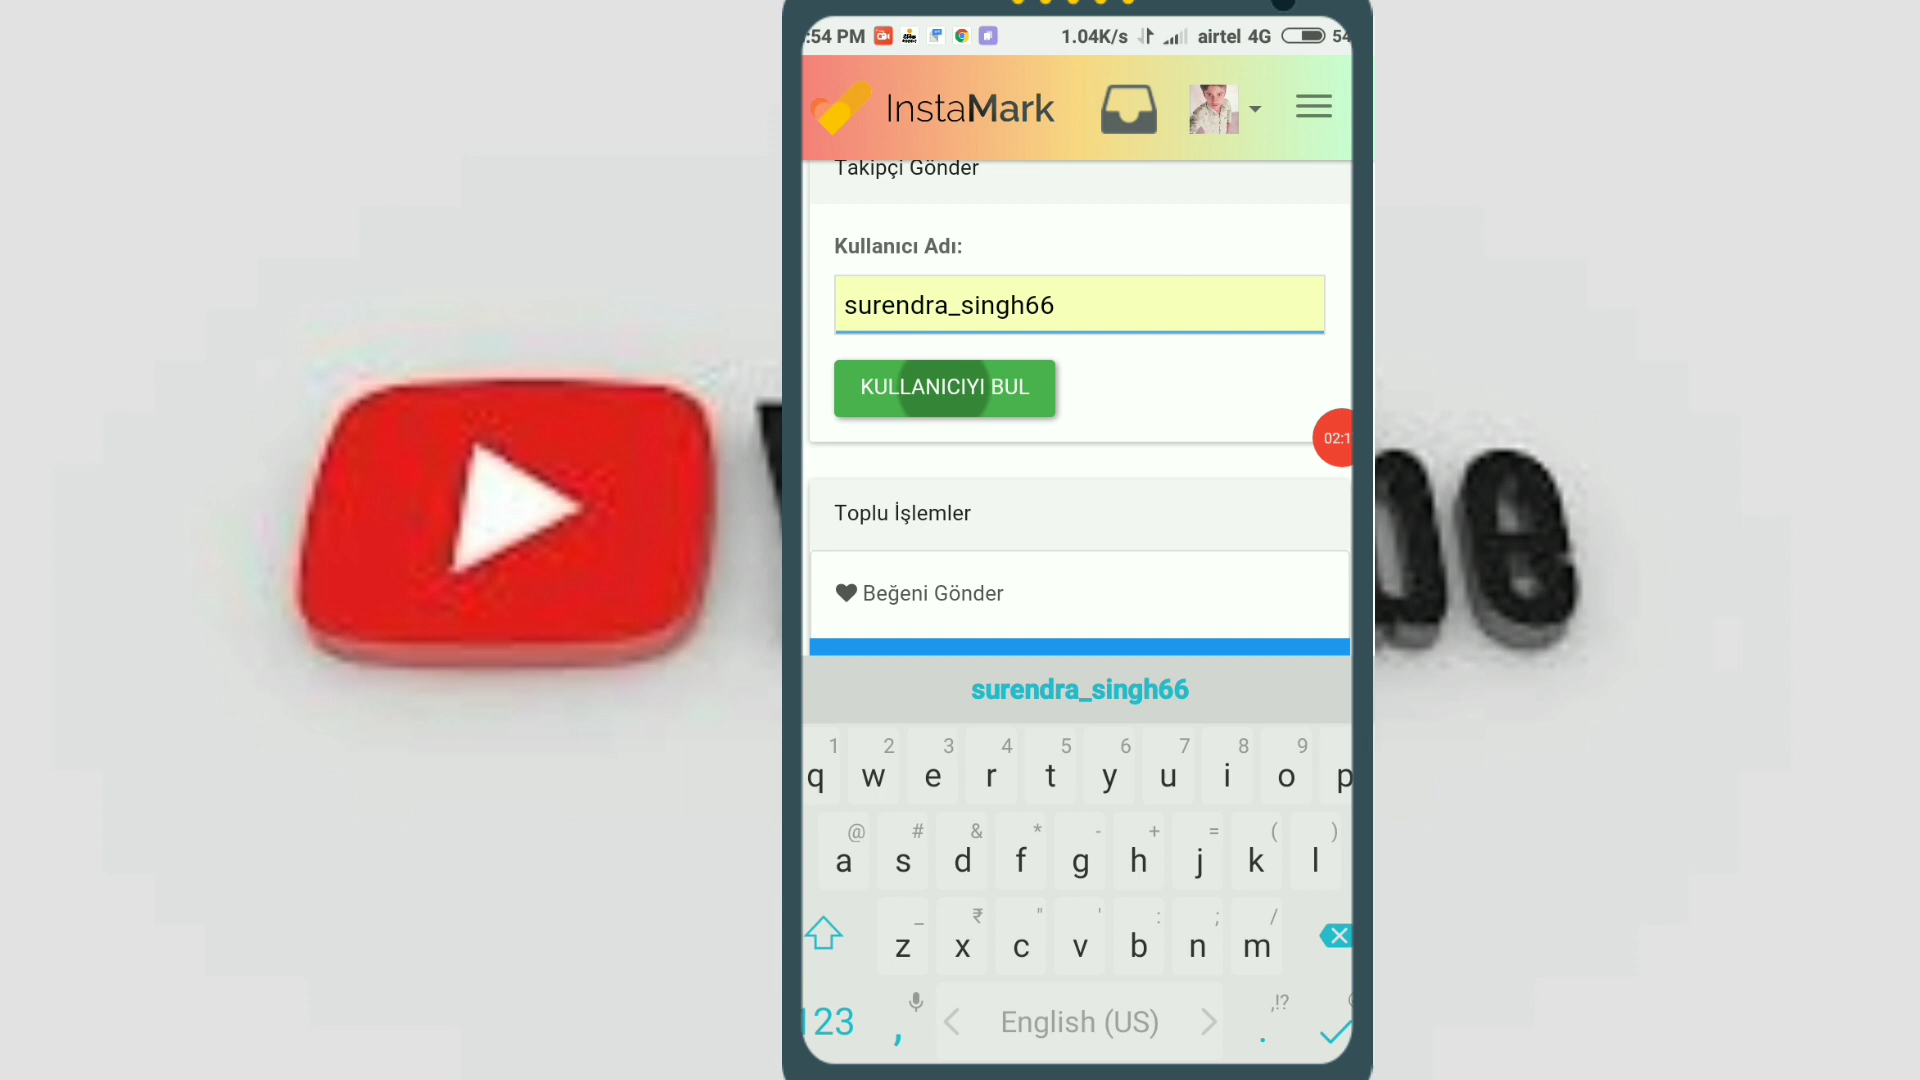 :54 PM 1.04K/s airtel 4G 54
InstaMark
Takipçi Gönder
Kullanıcı Adı:
surendra_singh66
KULLANICIYI BUL
02:1
Toplu İşlemler
Beğeni Gönder
surendra_singh66
1 2 3 4 5 6 7 8 9
q w e r t y u i o p
@ # & * - + = ( )
a s d f g h j k l
_ ₹ " ' : ; /
z x c v b n m
,!?
123 , English (US) .